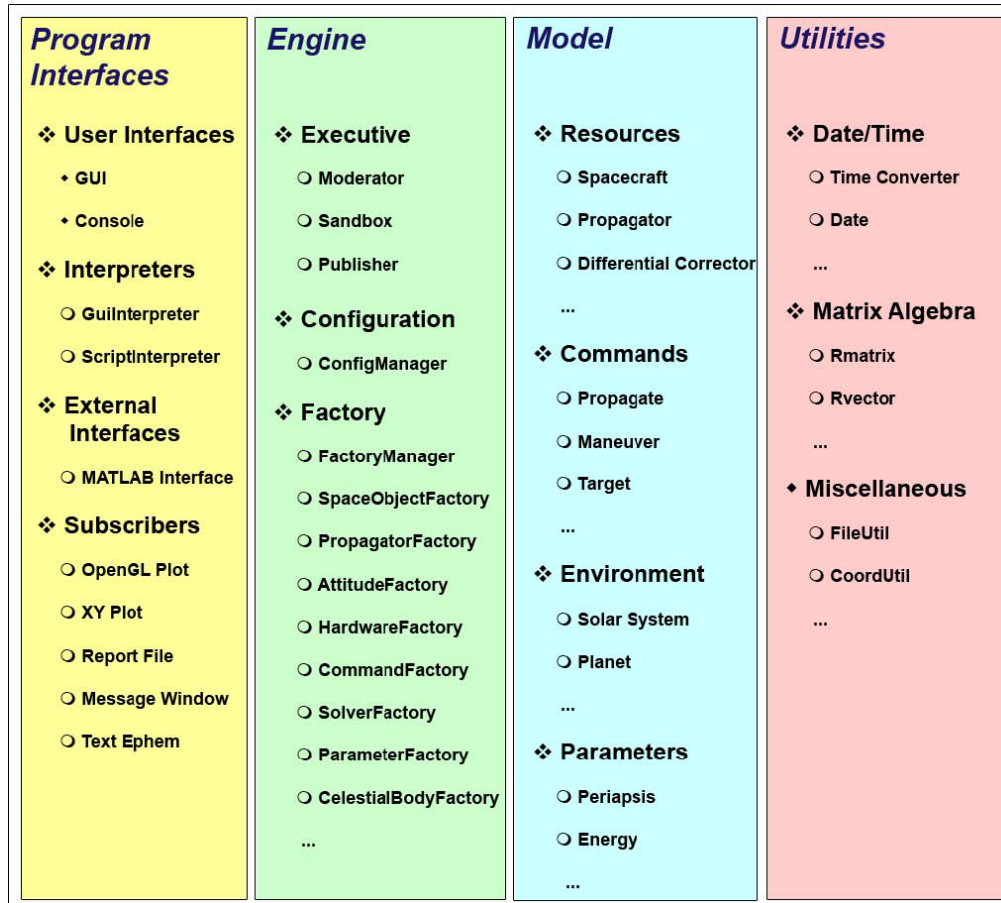 Program
Interfaces
❖ User Interfaces
◆ GUI
◆ Console
❖ Interpreters
❍ GuiInterpreter
❍ ScriptInterpreter
❖ External
Interfaces
❍ MATLAB Interface
❖ Subscribers
❍ OpenGL Plot
❍ XY Plot
❍ Report File
❍ Message Window
❍ Text Ephem
Engine
❖ Executive
❍ Moderator
❍ Sandbox
❍ Publisher
❖ Configuration
❍ ConfigManager
❖ Factory
❍ FactoryManager
❍ SpaceObjectFactory
❍ PropagatorFactory
❍ AttitudeFactory
❍ HardwareFactory
❍ CommandFactory
❍ SolverFactory
❍ ParameterFactory
❍ CelestialBodyFactory
...
Model
❖ Resources
❍ Spacecraft
❍ Propagator
❍ Differential Corrector
...
❖ Commands
❍ Propagate
❍ Maneuver
❍ Target
...
❖ Environment
❍ Solar System
❍ Planet
...
❖ Parameters
❍ Periapsis
❍ Energy
...
Utilities
❖ Date/Time
❍ Time Converter
❍ Date
...
❖ Matrix Algebra
❍ Rmatrix
❍ Rvector
...
◆ Miscellaneous
❍ FileUtil
❍ CoordUtil
...